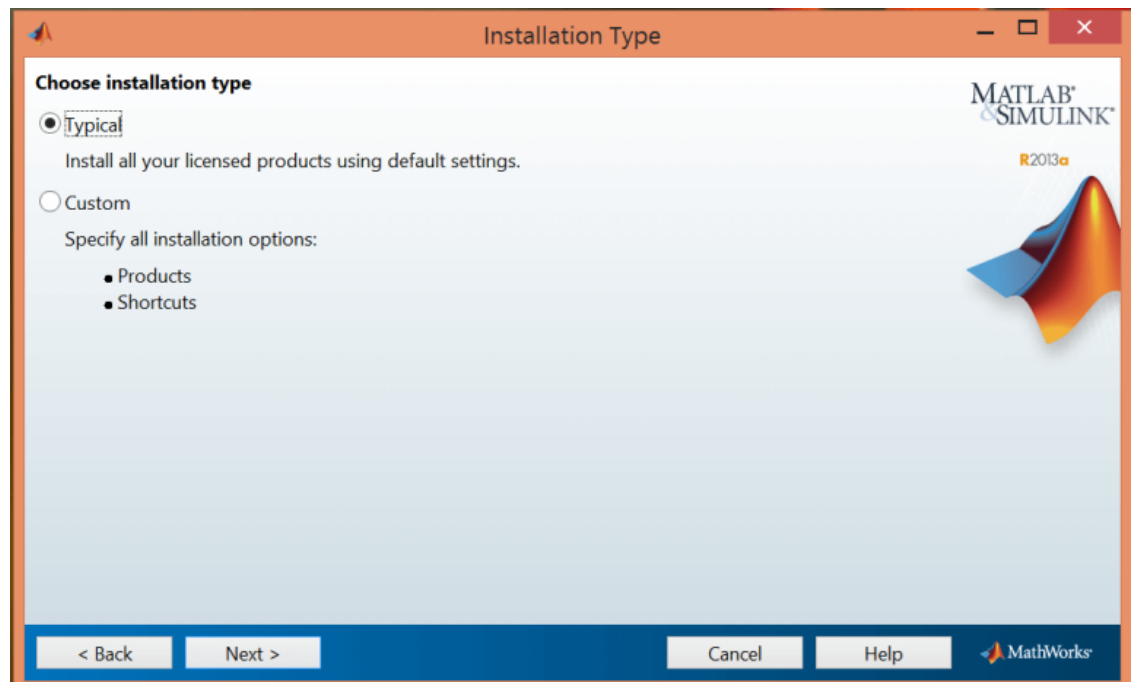 Installation Type
Choose installation type
MATLAB®
&SIMULINK®
Typical
Install all your licensed products using default settings.
R2013a
Custom
Specify all installation options:
• Products
• Shortcuts
< Back
Next >
Cancel
Help
MathWorks®